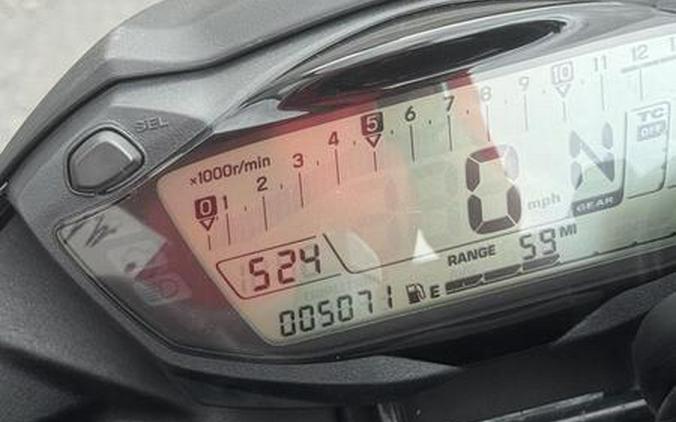 SEL
×1000r/min
0 1 2 3 4 5 6 7 8 9 10 11 12
0 mph
N
GEAR
TC
OFF
524
RANGE 59 MI
005071
E